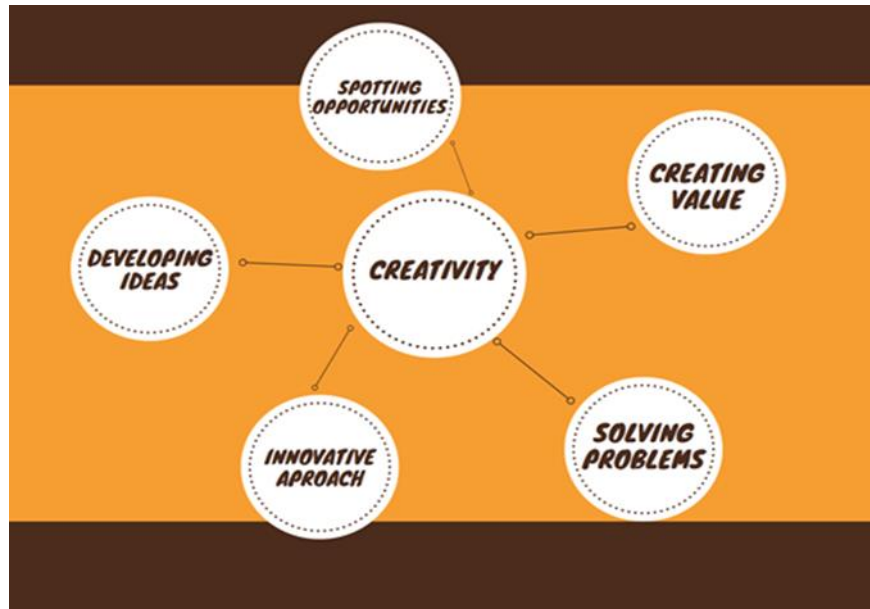 SPOTTING
OPPORTUNITIES
CREATING
VALUE
DEVELOPING
IDEAS
CREATIVITY
INNOVATIVE
APROACH
SOLVING
PROBLEMS